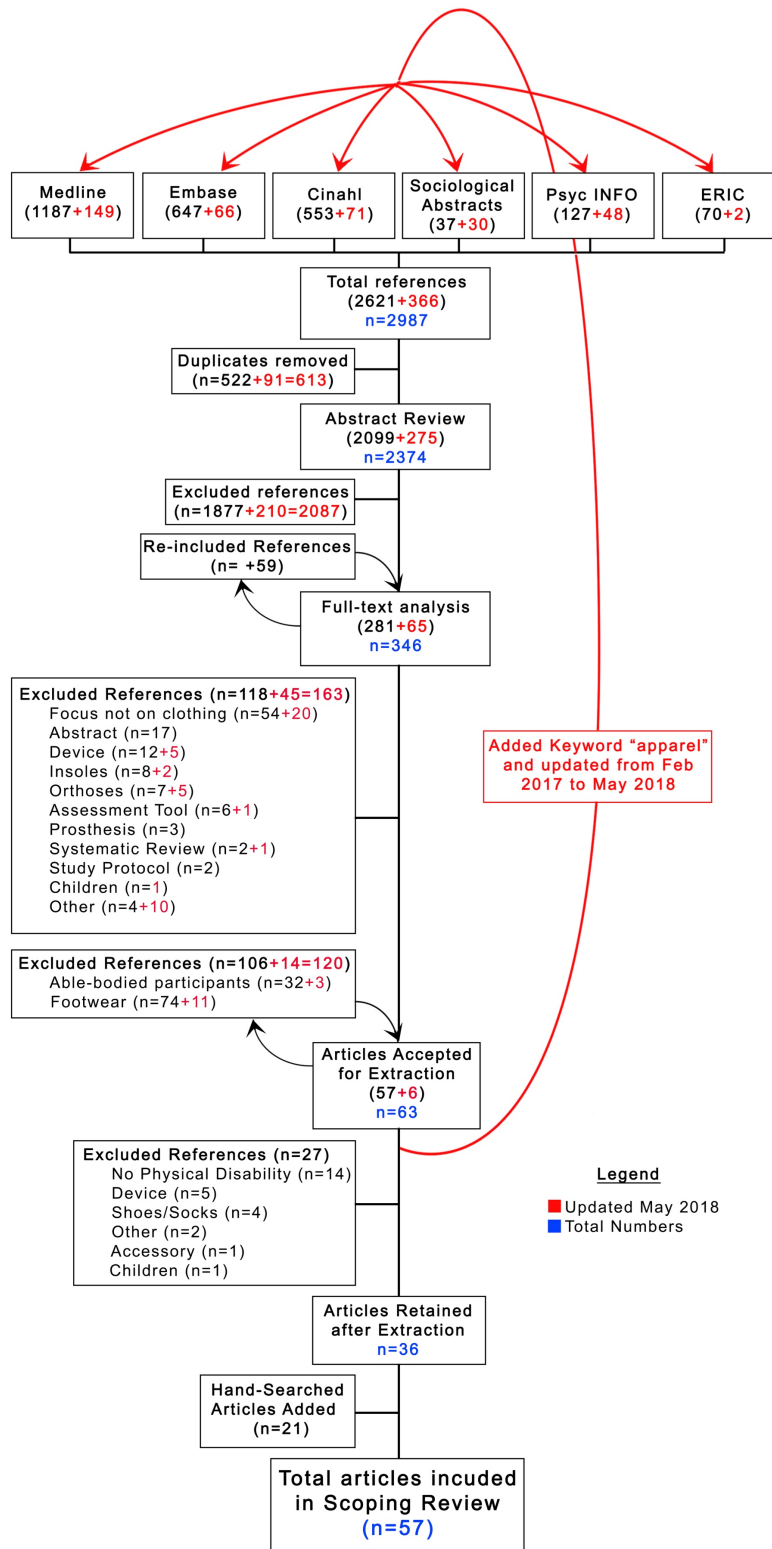 Medline
(1187+149)
Embase
(647+66)
Cinahl
(553+71)
Sociological
Abstracts
(37+30)
Psyc INFO
(127+48)
ERIC
(70+2)
Total references
(2621+366)
n=2987
Duplicates removed
(n=522+91=613)
Abstract Review
(2099+275)
n=2374
Excluded references
(n=1877+210=2087)
Re-included References
(n= +59)
Full-text analysis
(281+65)
n=346
Excluded References (n=118+45=163)
Focus not on clothing (n=54+20)
Abstract (n=17)
Device (n=12+5)
Insoles (n=8+2)
Orthoses (n=7+5)
Assessment Tool (n=6+1)
Prosthesis (n=3)
Systematic Review (n=2+1)
Study Protocol (n=2)
Children (n=1)
Other (n=4+10)
Added Keyword “apparel”
and updated from Feb
2017 to May 2018
Excluded References (n=106+14=120)
Able-bodied participants (n=32+3)
Footwear (n=74+11)
Articles Accepted
for Extraction
(57+6)
n=63
Excluded References (n=27)
No Physical Disability (n=14)
Device (n=5)
Shoes/Socks (n=4)
Other (n=2)
Accessory (n=1)
Children (n=1)
Legend
Updated May 2018
Total Numbers
Articles Retained
after Extraction
n=36
Hand-Searched
Articles Added
(n=21)
Total articles incuded
in Scoping Review
(n=57)